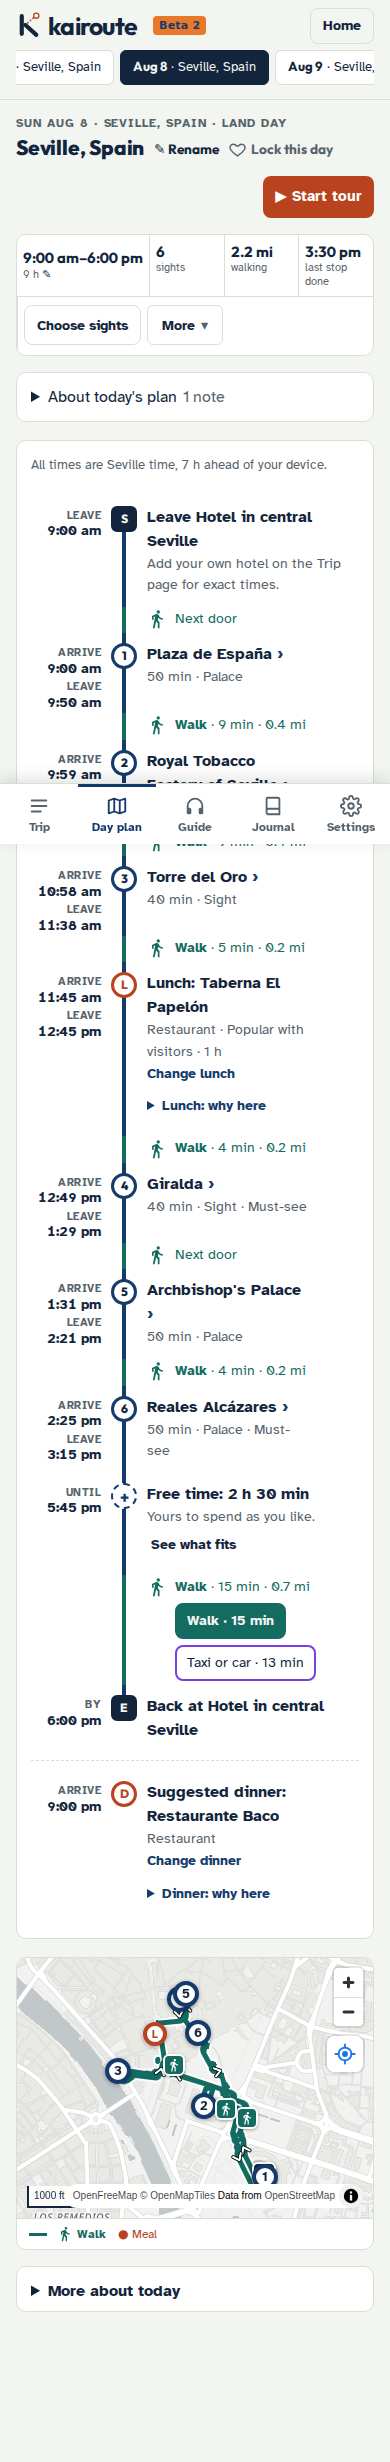 kairoute Beta 2 Home
· Seville, Spain Aug 8 · Seville, Spain Aug 9 · Seville,
SUN AUG 8 · SEVILLE, SPAIN · LAND DAY
Seville, Spain ✎ Rename Lock this day
▶ Start tour
9:00 am–6:00 pm
9 h ✎
6
sights
2.2 mi
walking
3:30 pm
last stop
done
Choose sights More ▾
▶ About today's plan 1 note
All times are Seville time, 7 h ahead of your device.
LEAVE
9:00 am
S
Leave Hotel in central
Seville
Add your own hotel on the Trip
page for exact times.
Next door
ARRIVE
9:00 am
LEAVE
9:50 am
1
Plaza de España ›
50 min · Palace
Walk · 9 min · 0.4 mi
ARRIVE
9:59 am
2
Royal Tobacco
Trip Day plan Guide Journal Settings
ARRIVE
10:58 am
LEAVE
11:38 am
3
Torre del Oro ›
40 min · Sight
Walk · 5 min · 0.2 mi
ARRIVE
11:45 am
LEAVE
12:45 pm
L
Lunch: Taberna El
Papelón
Restaurant · Popular with
visitors · 1 h
Change lunch
▶ Lunch: why here
Walk · 4 min · 0.2 mi
ARRIVE
12:49 pm
LEAVE
1:29 pm
4
Giralda ›
40 min · Sight · Must-see
Next door
ARRIVE
1:31 pm
LEAVE
2:21 pm
5
Archbishop's Palace
›
50 min · Palace
Walk · 4 min · 0.2 mi
ARRIVE
2:25 pm
LEAVE
3:15 pm
6
Reales Alcázares ›
50 min · Palace · Must-
see
UNTIL
5:45 pm
+
Free time: 2 h 30 min
Yours to spend as you like.
See what fits
Walk · 15 min · 0.7 mi
Walk · 15 min
Taxi or car · 13 min
BY
6:00 pm
E
Back at Hotel in central
Seville
ARRIVE
9:00 pm
D
Suggested dinner:
Restaurante Baco
Restaurant
Change dinner
▶ Dinner: why here
5
L
6
3
2
1
+
−
1000 ft OpenFreeMap © OpenMapTiles Data from OpenStreetMap
LOS REMEDIOS
Walk Meal
▶ More about today